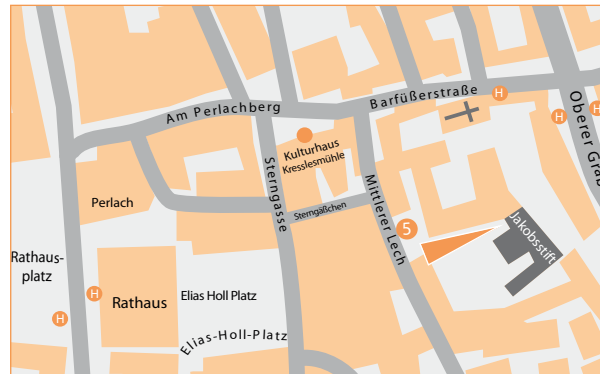 Am Perlachberg
Barfüßerstraße
H
H
H
Oberer Grab
Kulturhaus
Kresslesmühle
Sterngasse
Mittlerer Lech
Sterngäßchen
Perlach
5
Jakobsstift
Rathaus-
platz
H
Rathaus
Elias Holl Platz
H
Elias-Holl-Platz